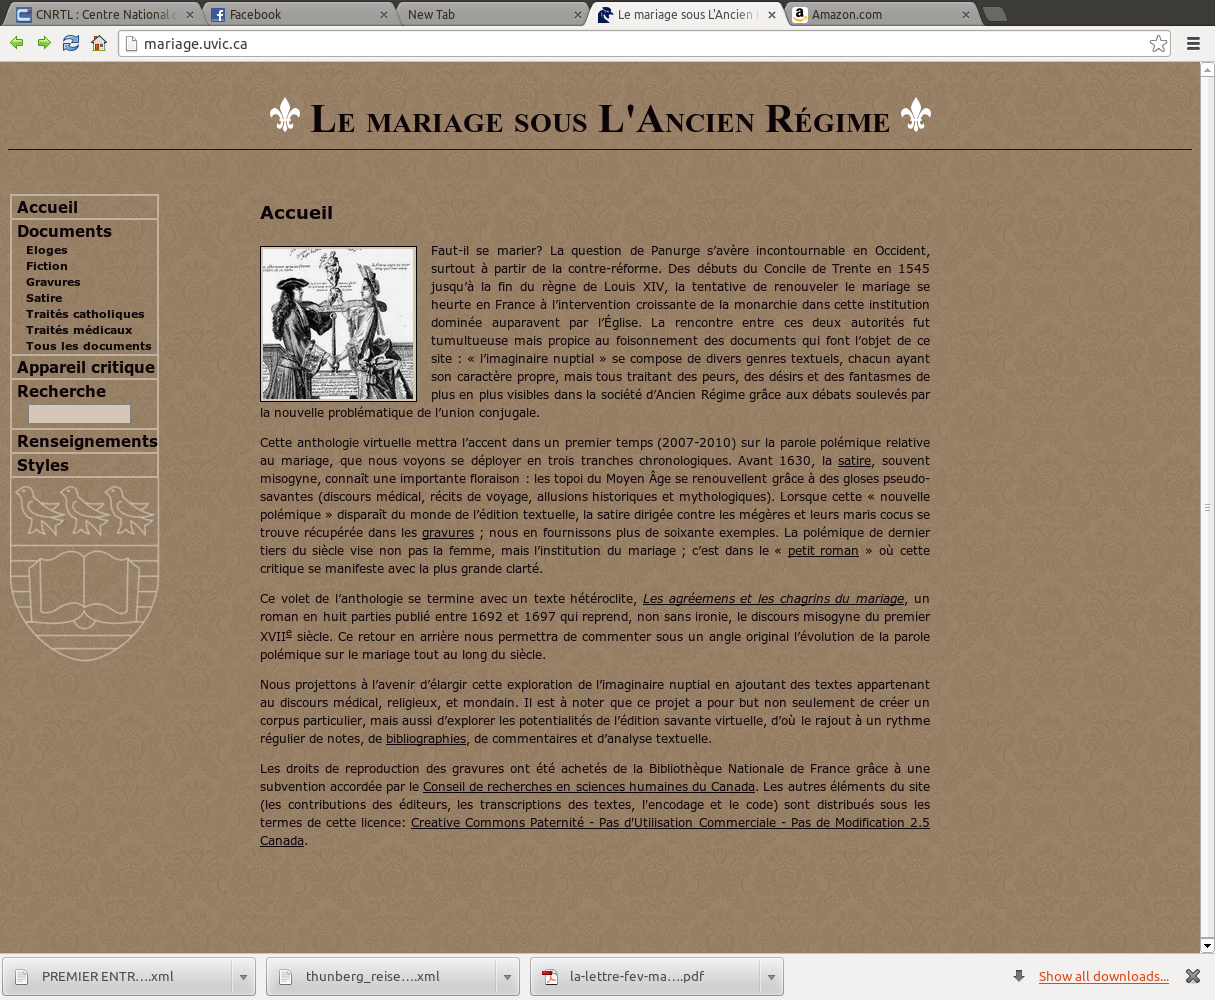 CNRTL : Centre National
Facebook
New Tab
Le mariage sous L'Ancien
Amazon.com
mariage.uvic.ca
Le mariage sous L'Ancien Régime
Accueil
Documents
Eloges
Fiction
Gravures
Satire
Traités catholiques
Traités médicaux
Tous les documents
Appareil critique
Recherche
Renseignements
Styles
Accueil
Faut-il se marier? La question de Panurge s’avère incontournable en Occident,
surtout à partir de la contre-réforme. Des débuts du Concile de Trente en 1545
jusqu’à la fin du règne de Louis XIV, la tentative de renouveler le mariage se
heurte en France à l’intervention croissante de la monarchie dans cette institution
dominée auparavent par l’Église. La rencontre entre ces deux autorités fut
tumultueuse mais propice au foisonnement des documents qui font l’objet de ce
site : « l’imaginaire nuptial » se compose de divers genres textuels, chacun ayant
son caractère propre, mais tous traitant des peurs, des désirs et des fantasmes de
plus en plus visibles dans la société d’Ancien Régime grâce aux débats soulevés par
la nouvelle problématique de l’union conjugale.
Cette anthologie virtuelle mettra l’accent dans un premier temps (2007-2010) sur la parole polémique relative
au mariage, que nous voyons se déployer en trois tranches chronologiques. Avant 1630, la satire, souvent
misogyne, connaît une importante floraison : les topoi du Moyen Âge se renouvellent grâce à des gloses pseudo-
savantes (discours médical, récits de voyage, allusions historiques et mythologiques). Lorsque cette « nouvelle
polémique » disparaît du monde de l’édition textuelle, la satire dirigée contre les mégères et leurs maris cocus se
trouve récupérée dans les gravures ; nous en fournissons plus de soixante exemples. La polémique de dernier
tiers du siècle vise non pas la femme, mais l’institution du mariage ; c’est dans le « petit roman » où cette
critique se manifeste avec la plus grande clarté.
Ce volet de l’anthologie se termine avec un texte hétéroclite, Les agréemens et les chagrins du mariage, un
roman en huit parties publié entre 1692 et 1697 qui reprend, non sans ironie, le discours misogyne du premier
XVIIe siècle. Ce retour en arrière nous permettra de commenter sous un angle original l’évolution de la parole
polémique sur le mariage tout au long du siècle.
Nous projettons à l’avenir d’élargir cette exploration de l’imaginaire nuptial en ajoutant des textes appartenant
au discours médical, religieux, et mondain. Il est à noter que ce projet a pour but non seulement de créer un
corpus particulier, mais aussi d’explorer les potentialités de l’édition savante virtuelle, d’où le rajout à un rythme
régulier de notes, de bibliographies, de commentaires et d’analyse textuelle.
Les droits de reproduction des gravures ont été achetés de la Bibliothèque Nationale de France grâce à une
subvention accordée par le Conseil de recherches en sciences humaines du Canada. Les autres éléments du site
(les contributions des éditeurs, les transcriptions des textes, l'encodage et le code) sont distribués sous les
termes de cette licence: Creative Commons Paternité - Pas d'Utilisation Commerciale - Pas de Modification 2.5
Canada.
PREMIER ENTR....xml
thunberg_reise....xml
la-lettre-fev-ma....pdf
Show all downloads...